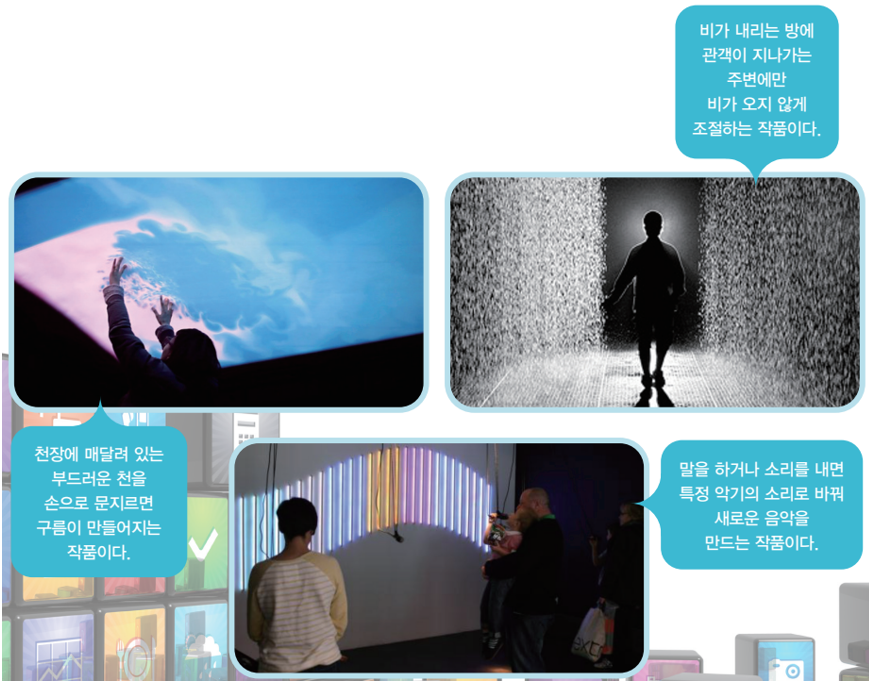 비가 내리는 방에
관객이 지나가는
주변에만
비가 오지 않게
조절하는 작품이다.
천장에 매달려 있는
부드러운 천을
손으로 문지르면
구름이 만들어지는
작품이다.
말을 하거나 소리를 내면
특정 악기의 소리로 바꿔
새로운 음악을
만드는 작품이다.